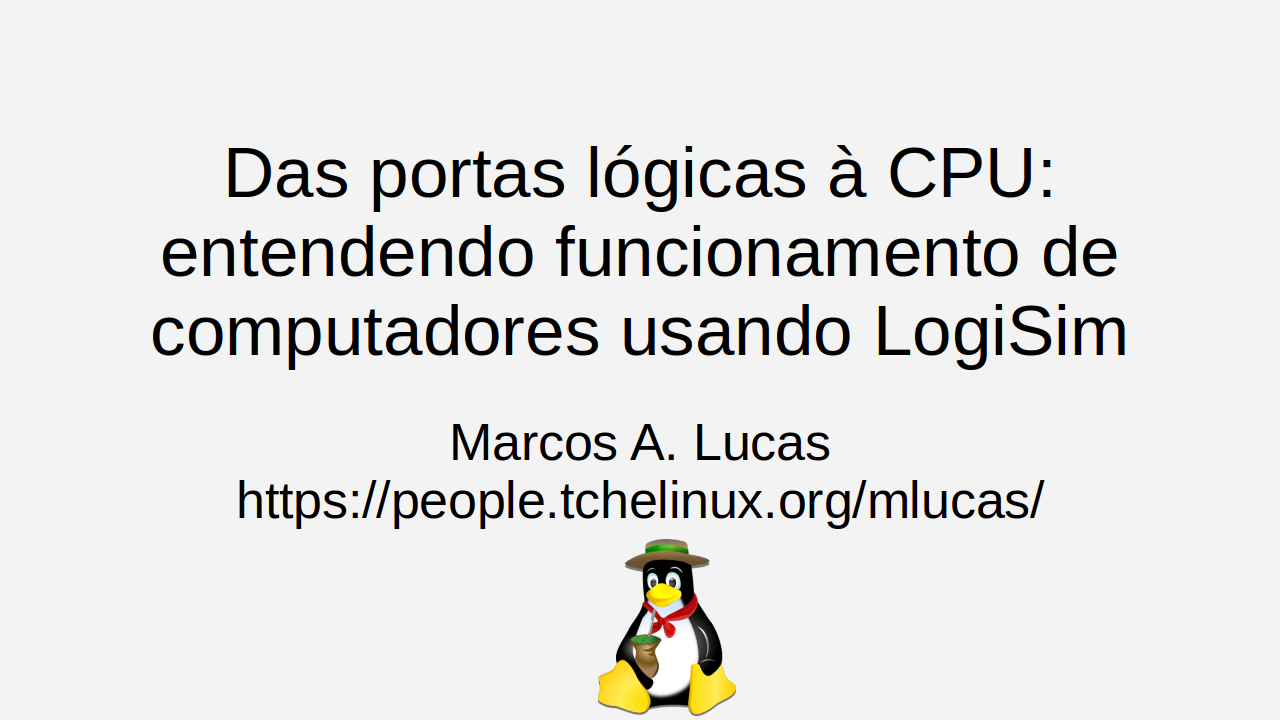 Das portas lógicas à CPU:
entendendo funcionamento de
computadores usando LogiSim
Marcos A. Lucas
https://people.tchelinux.org/mlucas/